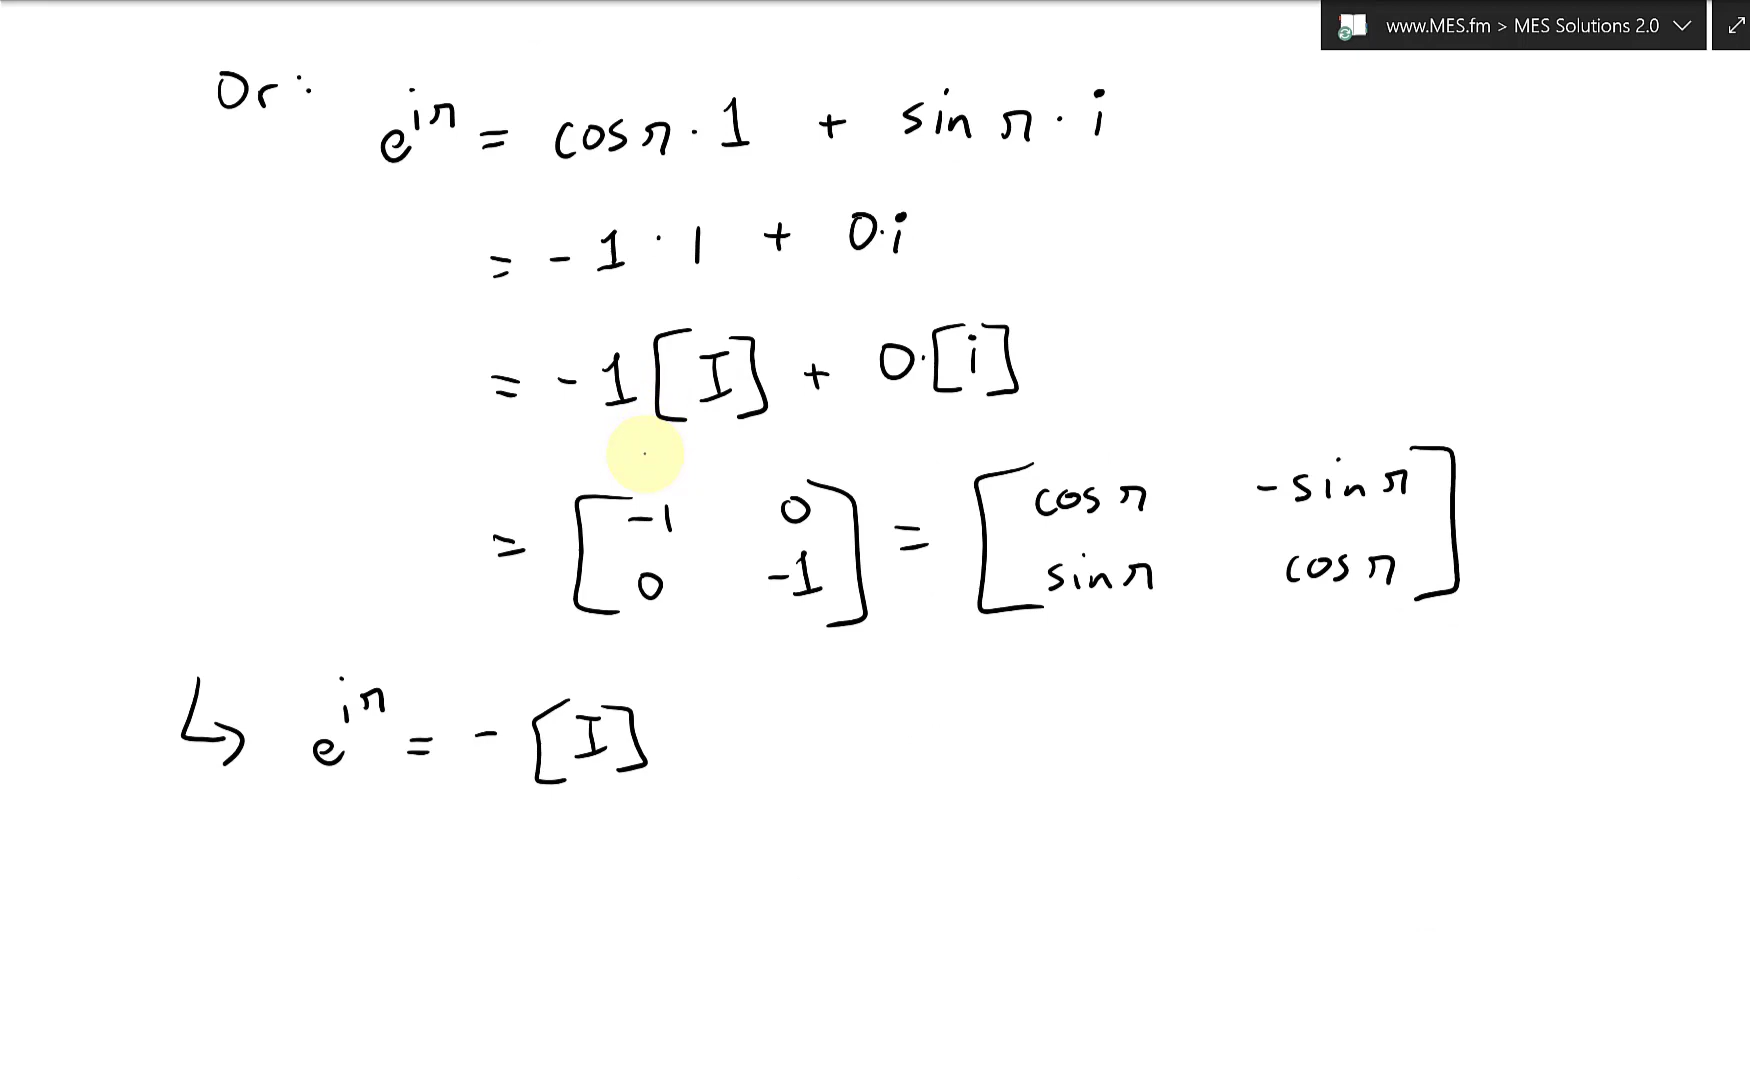 www.MES.fm > MES Solutions 2.0
Or:
e^{iπ} = cos π · 1 + sin π · i
= - 1 · 1 + 0·i
= - 1 [I] + 0·[i]
= [-1 0; 0 -1] = [cos π -sin π; sin π cos π]
↳ e^{iπ} = - [I]